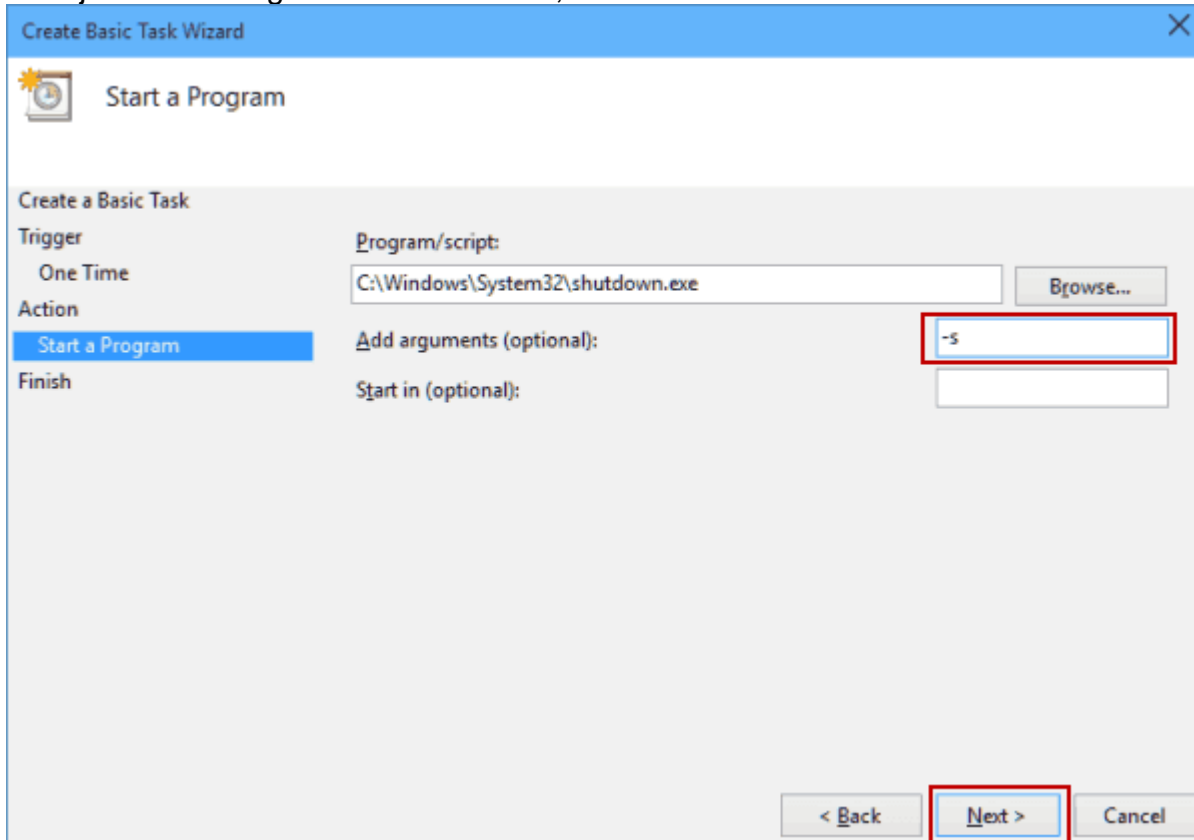 Create Basic Task Wizard
Start a Program
Create a Basic Task
Trigger
One Time
Action
Start a Program
Finish
Program/script:
C:\Windows\System32\shutdown.exe
Browse...
Add arguments (optional):
-s
Start in (optional):
< Back
Next >
Cancel